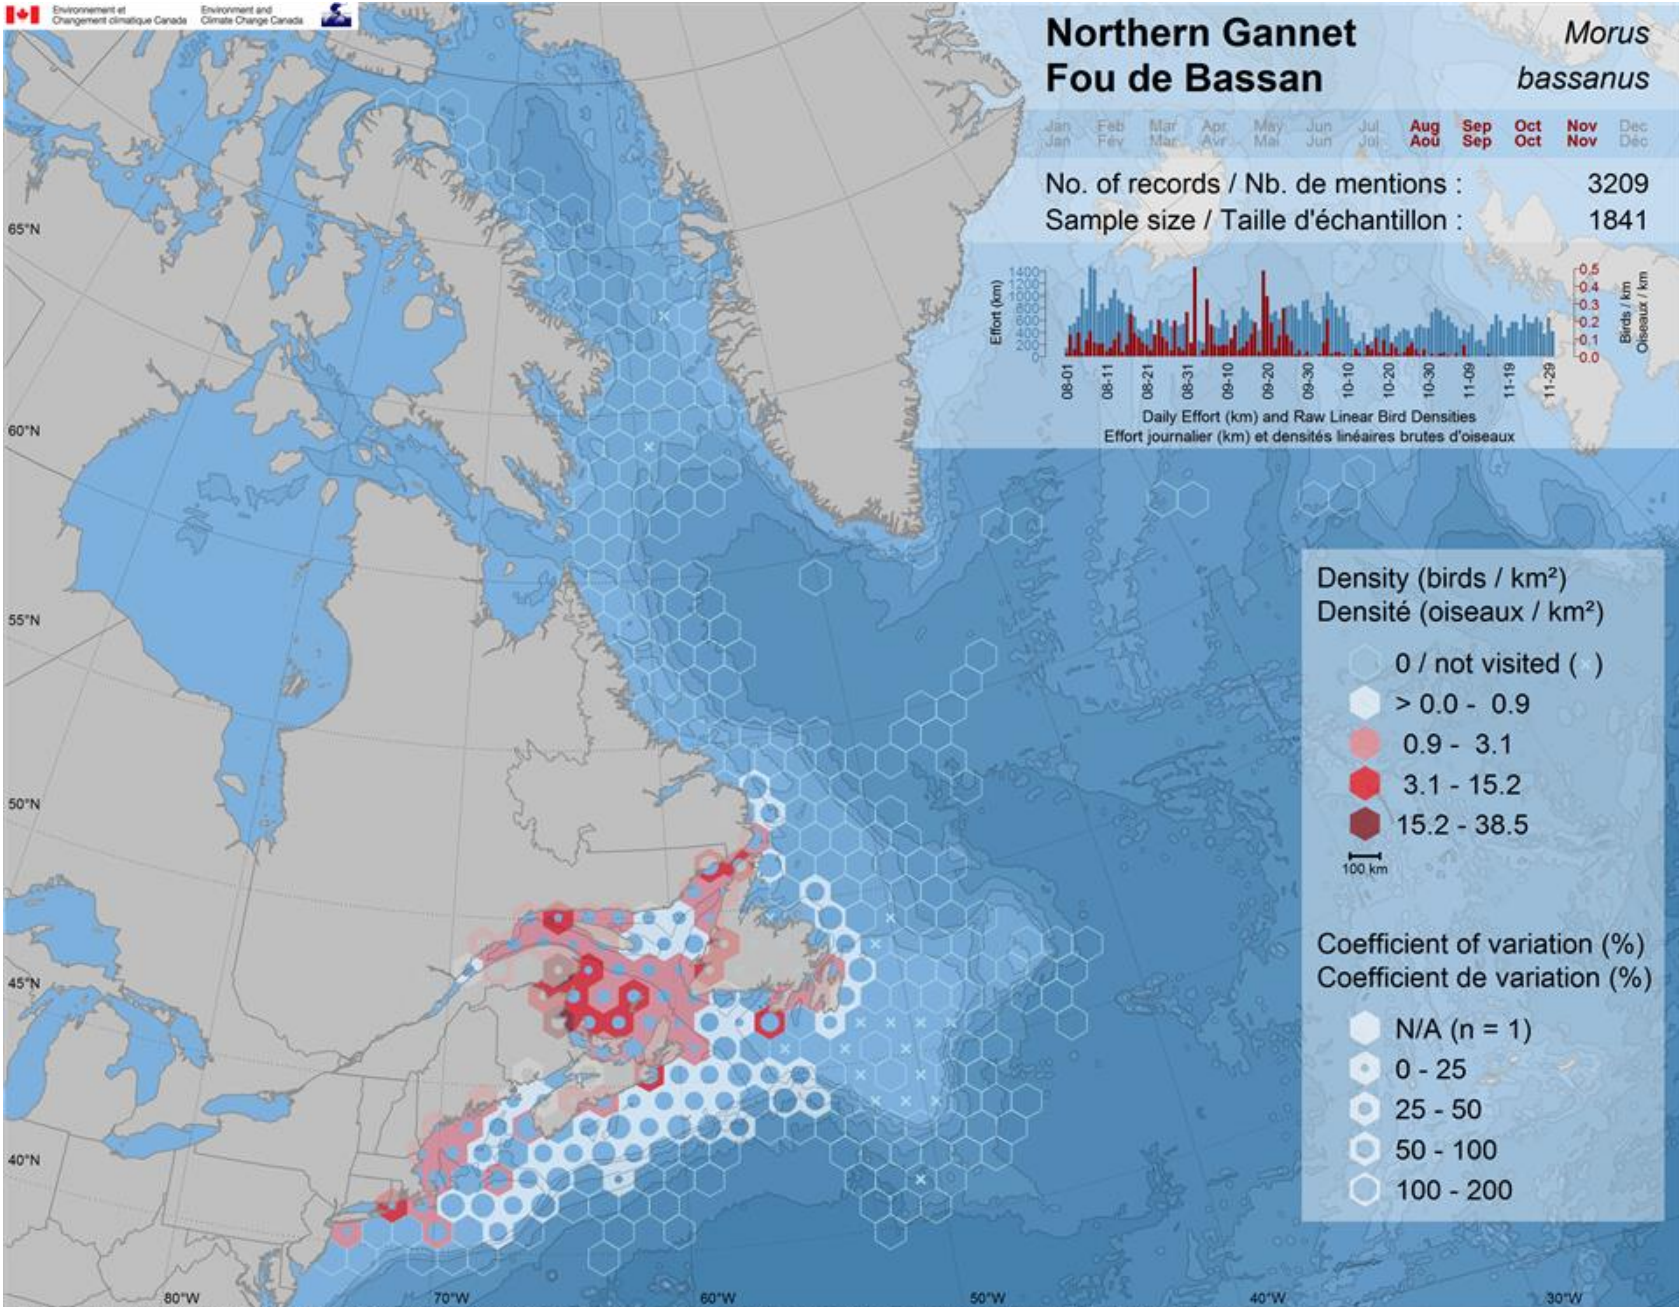 Environnement et
Changement climatique Canada
Environment and
Climate Change Canada
Northern Gannet
Fou de Bassan
Morus
bassanus
Jan Feb Mar Apr May Jun Jul Aug Sep Oct Nov Dec
Jan Fév Mar Avr Mai Jun Jul Aou Sep Oct Nov Déc
No. of records / Nb. de mentions : 3209
Sample size / Taille d'échantillon : 1841
Effort (km)
1400
1200
1000
800
600
400
200
0
0.5
0.4
0.3
0.2
0.1
0.0
Birds / km
Oiseaux / km
08-01 08-11 08-21 08-31 09-10 09-20 09-30 10-10 10-20 10-30 11-09 11-19 11-29
Daily Effort (km) and Raw Linear Bird Densities
Effort journalier (km) et densités linéaires brutes d'oiseaux
65°N
60°N
55°N
50°N
45°N
40°N
80°W 70°W 60°W 50°W 40°W 30°W
Density (birds / km²)
Densité (oiseaux / km²)
0 / not visited ( × )
> 0.0 - 0.9
0.9 - 3.1
3.1 - 15.2
15.2 - 38.5
100 km
Coefficient of variation (%)
Coefficient de variation (%)
N/A (n = 1)
0 - 25
25 - 50
50 - 100
100 - 200